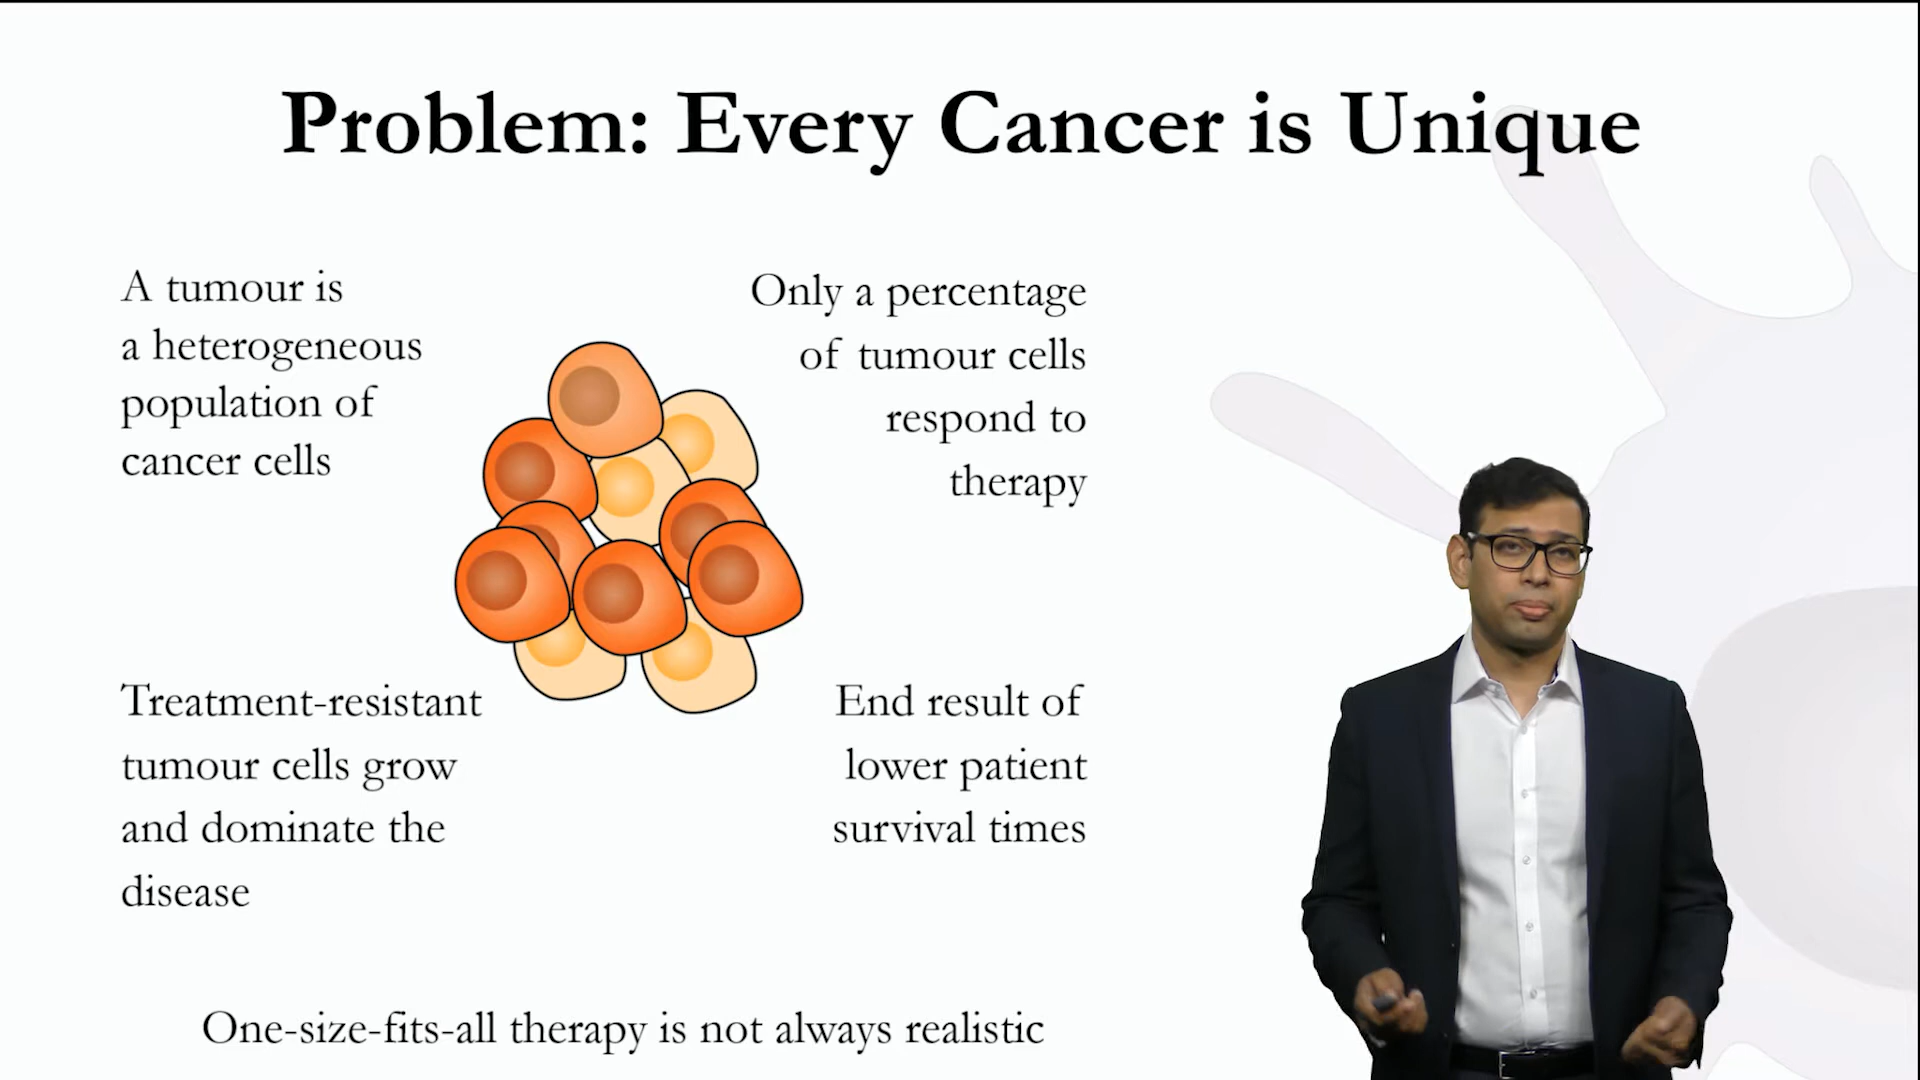 Problem: Every Cancer is Unique
A tumour is
a heterogeneous
population of
cancer cells
Only a percentage
of tumour cells
respond to
therapy
Treatment-resistant
tumour cells grow
and dominate the
disease
End result of
lower patient
survival times
One-size-fits-all therapy is not always realistic